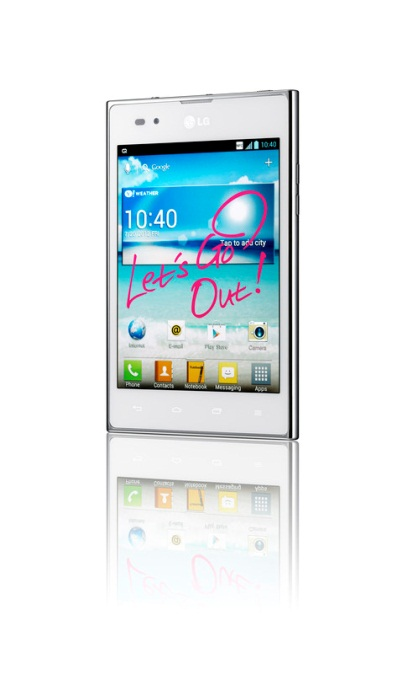 LG
10:40
Google
WEATHER
10:40
Tap to add city
Let's Go
Out!
Internet E-mail Play Store Camera
Phone Contacts Notebook Messaging Apps